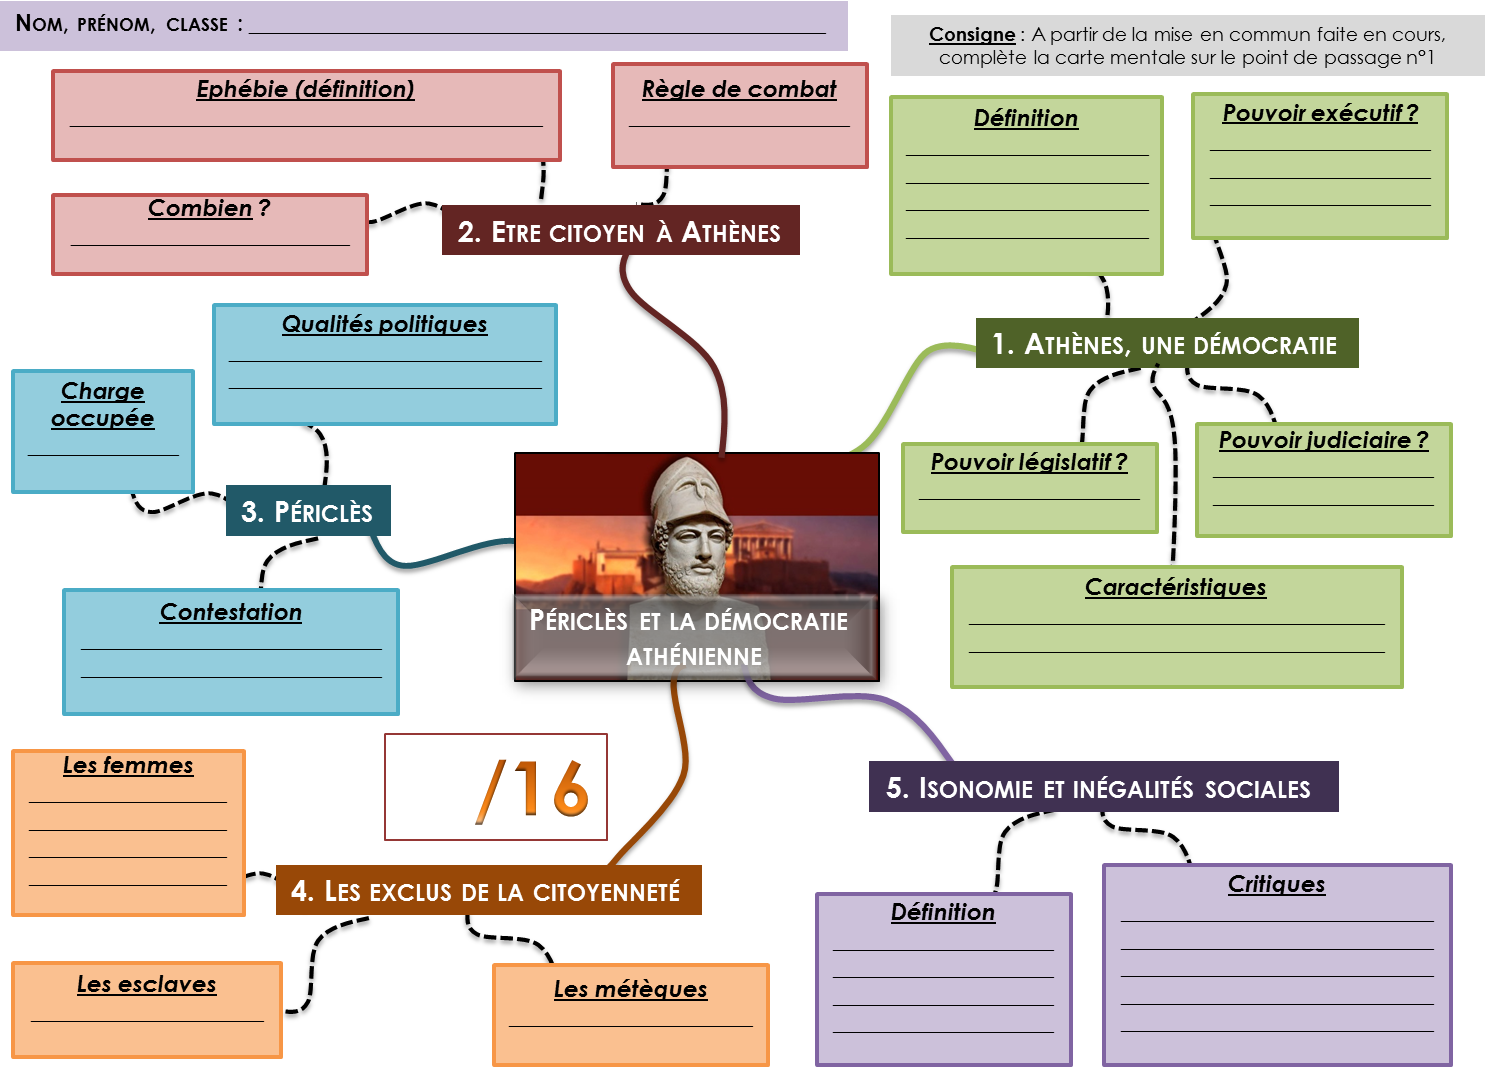 Nom, prénom, classe : ______________________________
Consigne : A partir de la mise en commun faite en cours,
complète la carte mentale sur le point de passage n°1
Ephébie (définition)
Règle de combat
Combien ?
2. Etre citoyen à Athènes
Définition
Pouvoir exécutif ?
1. Athènes, une démocratie
Pouvoir législatif ?
Pouvoir judiciaire ?
Caractéristiques
Qualités politiques
Charge
occupée
3. Périclès
Contestation
Périclès et la démocratie
athénienne
/16
Les femmes
4. Les exclus de la citoyenneté
Les esclaves
Les métèques
5. Isonomie et inégalités sociales
Définition
Critiques